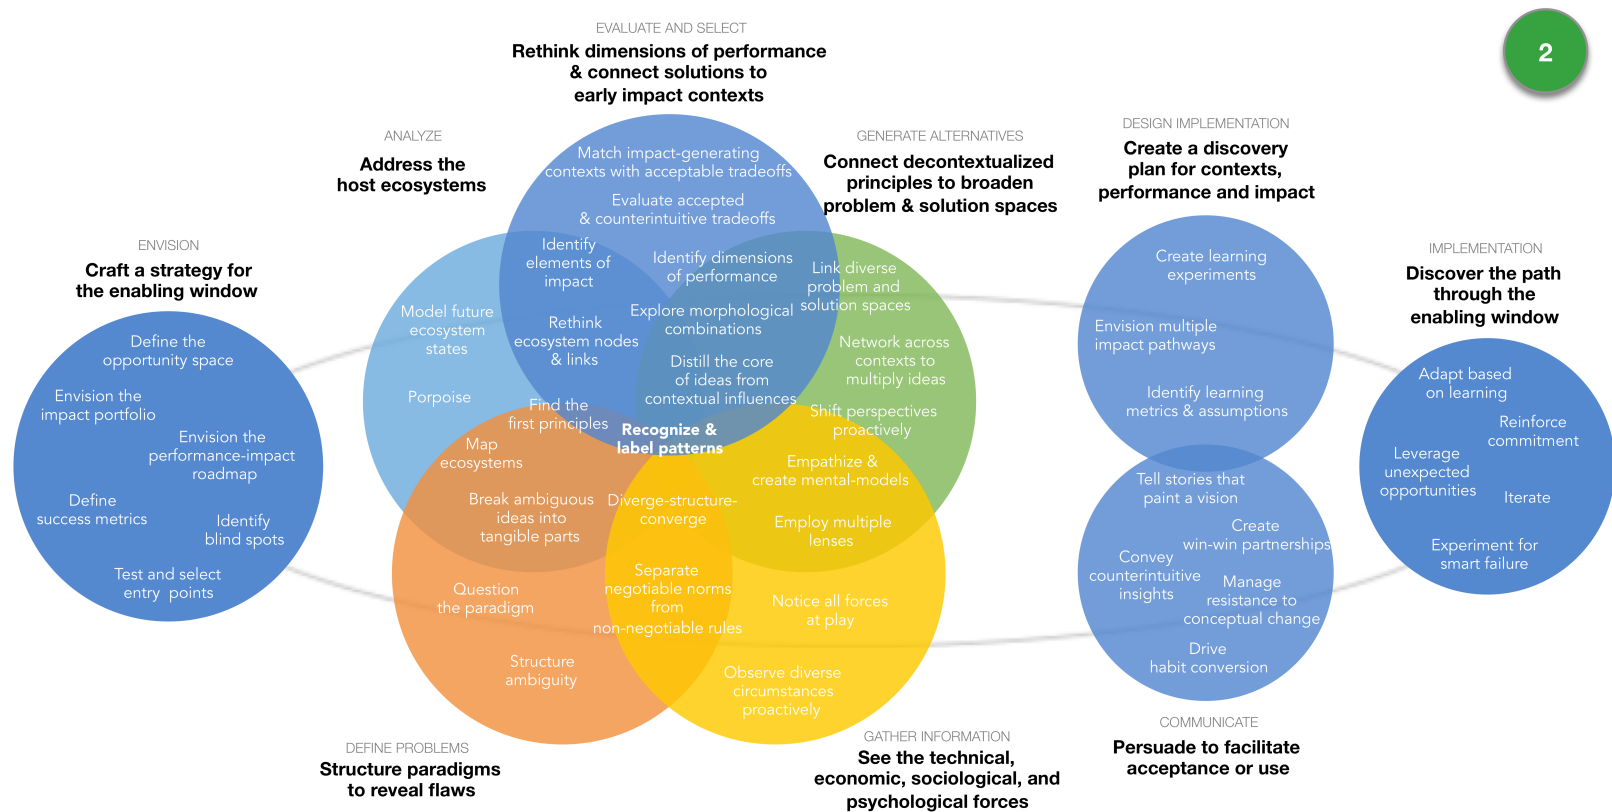 2
EVALUATE AND SELECT
Rethink dimensions of performance
& connect solutions to
early impact contexts
ANALYZE
Address the
host ecosystems
GENERATE ALTERNATIVES
Connect decontextualized
principles to broaden
problem & solution spaces
DESIGN IMPLEMENTATION
Create a discovery
plan for contexts,
performance and impact
ENVISION
Craft a strategy for
the enabling window
IMPLEMENTATION
Discover the path
through the
enabling window
Define the
opportunity space
Envision the
impact portfolio
Envision the
performance-impact
roadmap
Define
success metrics
Identify
blind spots
Test and select
entry points
Match impact-generating
contexts with acceptable tradeoffs
Evaluate accepted
& counterintuitive tradeoffs
Identify
elements of
impact
Identify dimensions
of performance
Link diverse
problem and
solution spaces
Model future
ecosystem
states
Rethink
ecosystem nodes
& links
Explore morphological
combinations
Network across
contexts to
multiply ideas
Distill the core
of ideas from
contextual influences
Porpoise
Find the
first principles
Shift perspectives
proactively
Recognize &
label patterns
Map
ecosystems
Empathize &
create mental-models
Break ambiguous
ideas into
tangible parts
Diverge-structure-
converge
Employ multiple
lenses
Question
the paradigm
Separate
negotiable norms
from
non-negotiable rules
Notice all forces
at play
Structure
ambiguity
Observe diverse
circumstances
proactively
Create learning
experiments
Envision multiple
impact pathways
Identify learning
metrics & assumptions
Tell stories that
paint a vision
Create
win-win partnerships
Convey
counterintuitive
insights
Manage
resistance to
conceptual change
Drive
habit conversion
Adapt based
on learning
Reinforce
commitment
Leverage
unexpected
opportunities
Iterate
Experiment for
smart failure
DEFINE PROBLEMS
Structure paradigms
to reveal flaws
GATHER INFORMATION
See the technical,
economic, sociological, and
psychological forces
COMMUNICATE
Persuade to facilitate
acceptance or use